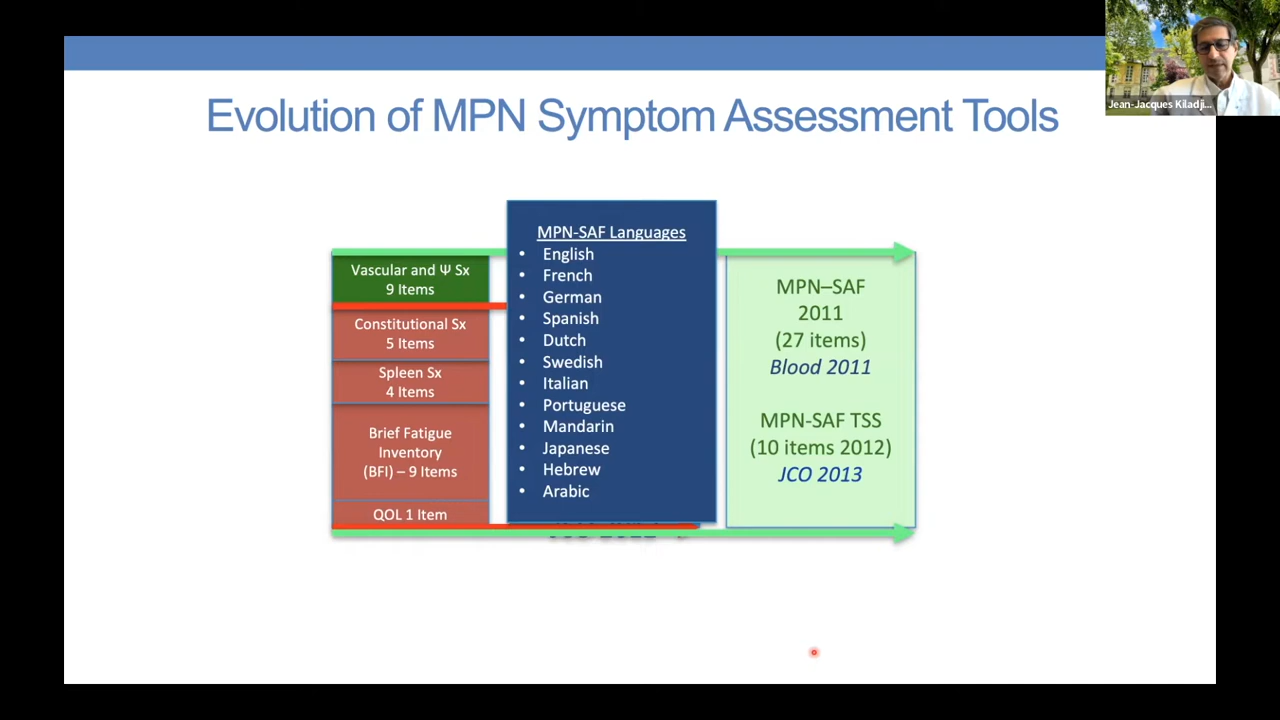 Evolution of MPN Symptom Assessment Tools
Jean-Jacques Kiladji...
Vascular and Ψ Sx
9 Items
Constitutional Sx
5 Items
Spleen Sx
4 Items
Brief Fatigue
Inventory
(BFI) – 9 Items
QOL 1 Item
MPN-SAF Languages
• English
• French
• German
• Spanish
• Dutch
• Swedish
• Italian
• Portuguese
• Mandarin
• Japanese
• Hebrew
• Arabic
MPN–SAF
2011
(27 items)
Blood 2011
MPN-SAF TSS
(10 items 2012)
JCO 2013